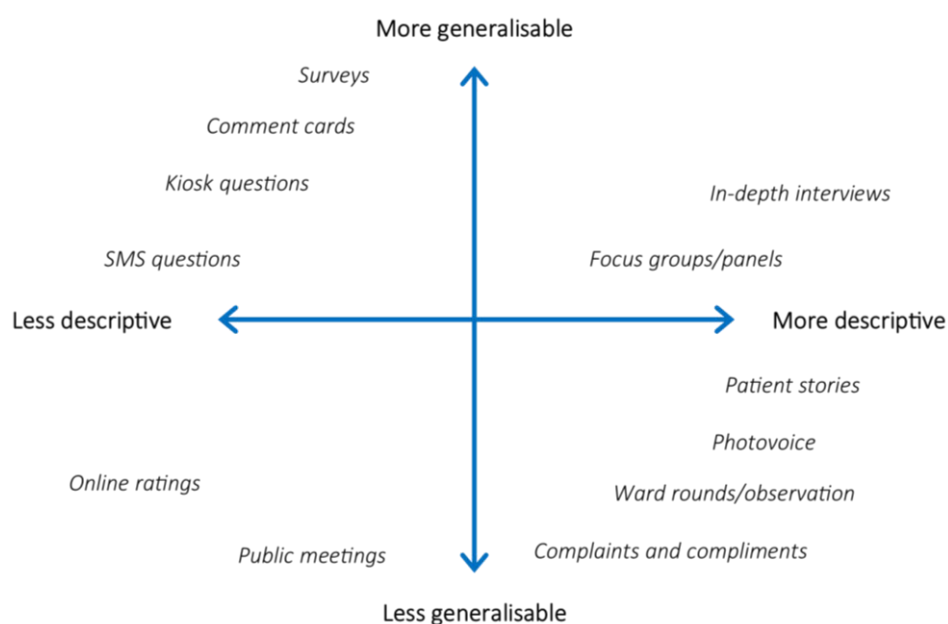 More generalisable
Surveys
Comment cards
Kiosk questions
In-depth interviews
SMS questions
Focus groups/panels
Less descriptive
More descriptive
Patient stories
Photovoice
Online ratings
Ward rounds/observation
Public meetings
Complaints and compliments
Less generalisable